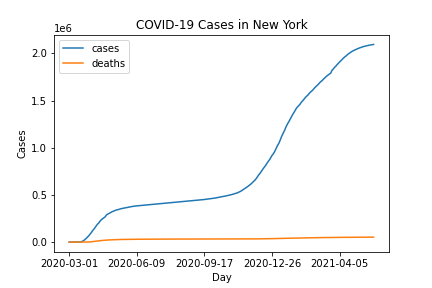 COVID-19 Cases in New York
1e6
cases
deaths
2.0
1.5
1.0
0.5
0.0
Cases
2020-03-01 2020-06-09 2020-09-17 2020-12-26 2021-04-05
Day